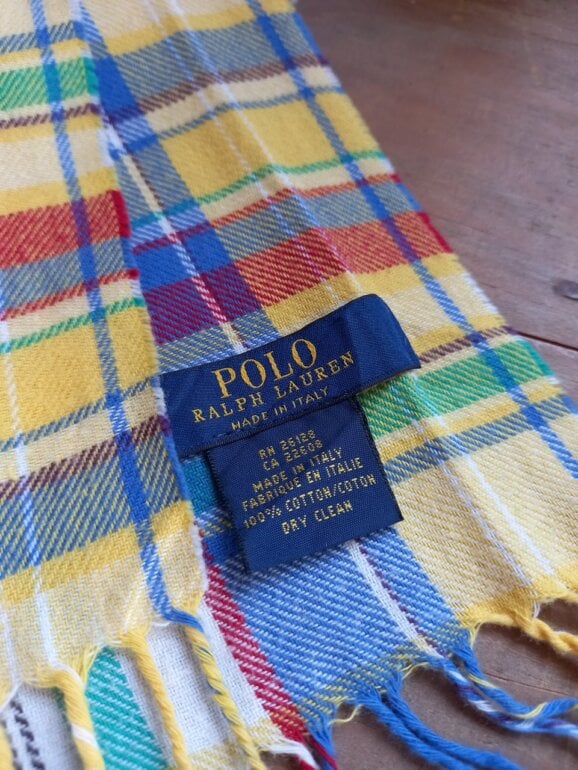 POLO
RALPH LAUREN
MADE IN ITALY
RN 26128
CA 22608
MADE IN ITALY
FABRIQUE EN ITALIE
100% COTTON/COTON
DRY CLEAN